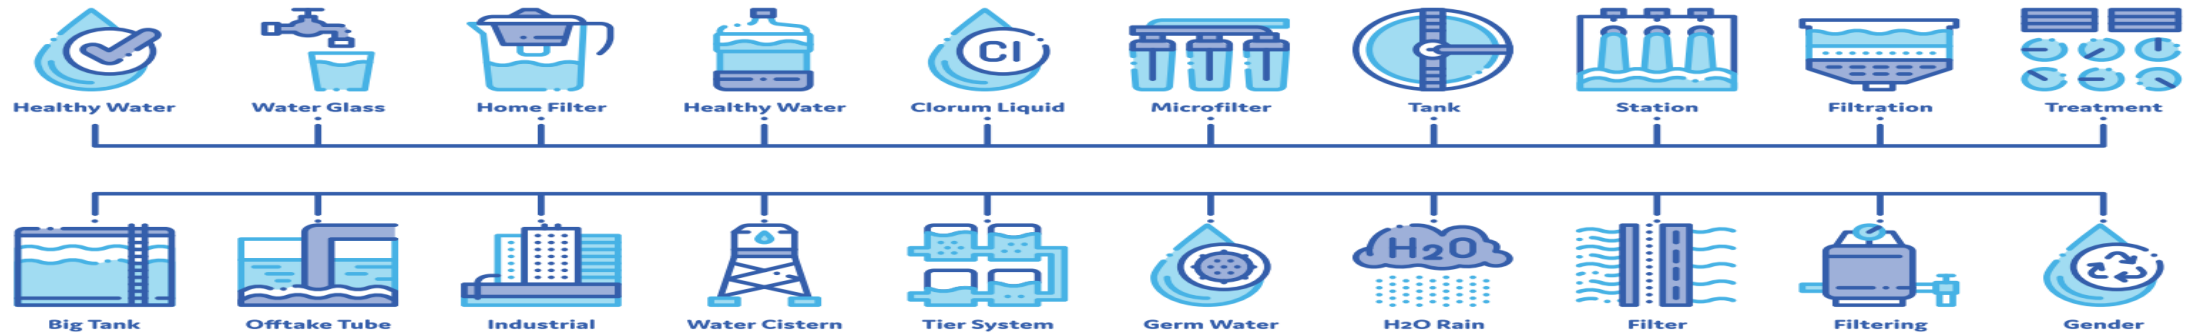 Healthy Water
Water Glass
Home Filter
Healthy Water
Cl
Clorum Liquid
Microfilter
Tank
Station
Filtration
Treatment
Big Tank
Offtake Tube
Industrial
Water Cistern
Tier System
Germ Water
H2O
H2O Rain
Filter
Filtering
Gender